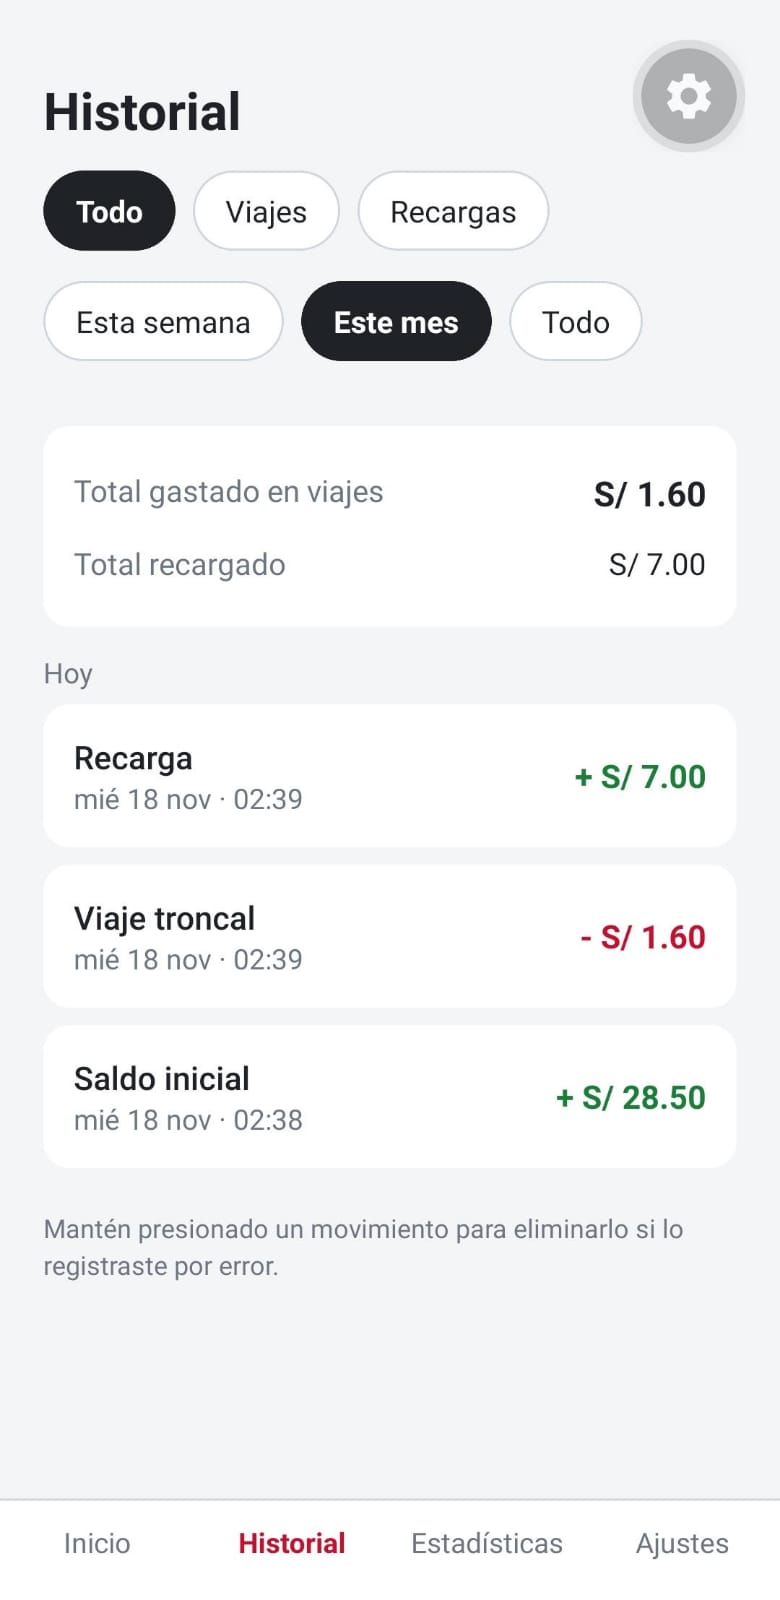 Historial
Todo
Viajes
Recargas
Esta semana
Este mes
Todo
Total gastado en viajes
S/ 1.60
Total recargado
S/ 7.00
Hoy
Recarga
mié 18 nov · 02:39
+ S/ 7.00
Viaje troncal
mié 18 nov · 02:39
- S/ 1.60
Saldo inicial
mié 18 nov · 02:38
+ S/ 28.50
Mantén presionado un movimiento para eliminarlo si lo
registraste por error.
Inicio
Historial
Estadísticas
Ajustes